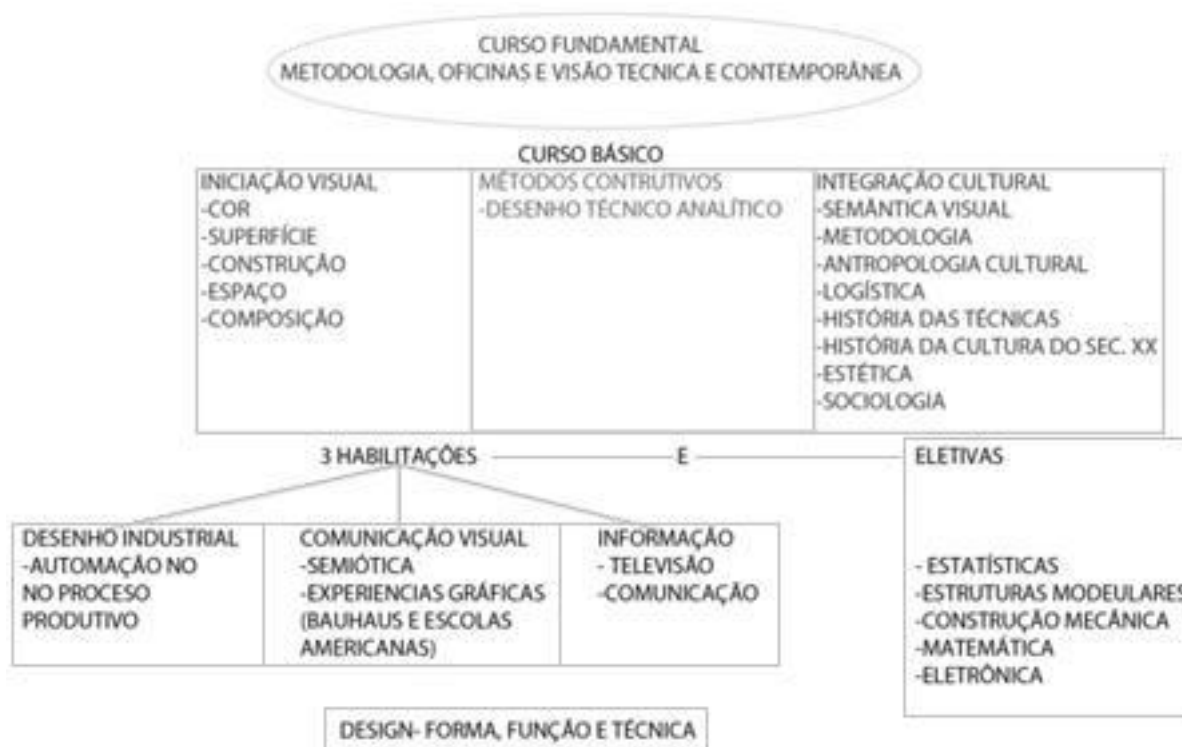 CURSO FUNDAMENTAL
METODOLOGIA, OFICINAS E VISÃO TECNICA E CONTEMPORÂNEA
CURSO BÁSICO
INICIAÇÃO VISUAL
-COR
-SUPERFÍCIE
-CONSTRUÇÃO
-ESPAÇO
-COMPOSIÇÃO
MÉTODOS CONTRUTIVOS
-DESENHO TÉCNICO ANALÍTICO
INTEGRAÇÃO CULTURAL
-SEMÂNTICA VISUAL
-METODOLOGIA
-ANTROPOLOGIA CULTURAL
-LOGÍSTICA
-HISTÓRIA DAS TÉCNICAS
-HISTÓRIA DA CULTURA DO SEC. XX
-ESTÉTICA
-SOCIOLOGIA
3 HABILITAÇÕES E
DESENHO INDUSTRIAL
-AUTOMAÇÃO NO
NO PROCESO
PRODUTIVO
COMUNICAÇÃO VISUAL
-SEMIÓTICA
-EXPERIENCIAS GRÁFICAS
(BAUHAUS E ESCOLAS
AMERICANAS)
INFORMAÇÃO
- TELEVISÃO
-COMUNICAÇÃO
ELETIVAS
- ESTATÍSTICAS
-ESTRUTURAS MODEULARES
-CONSTRUÇÃO MECÂNICA
-MATEMÁTICA
-ELETRÔNICA
DESIGN- FORMA, FUNÇÃO E TÉCNICA